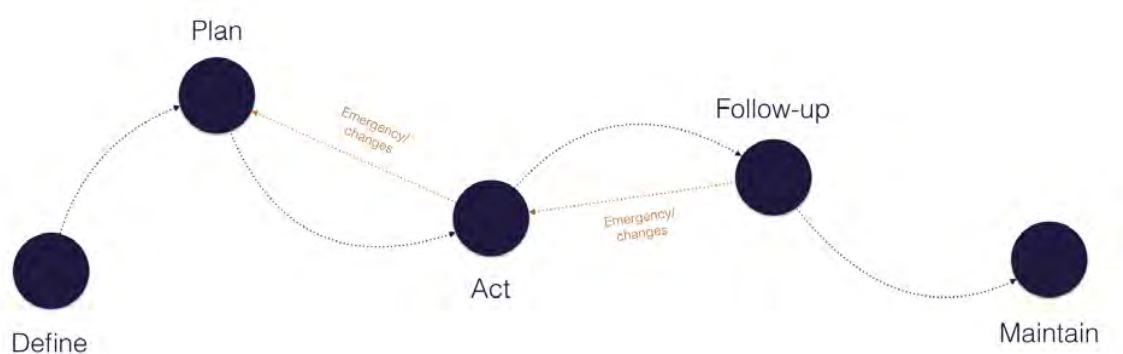 Plan
Emergency/
changes
Follow-up
Emergency/
changes
Act
Define
Maintain